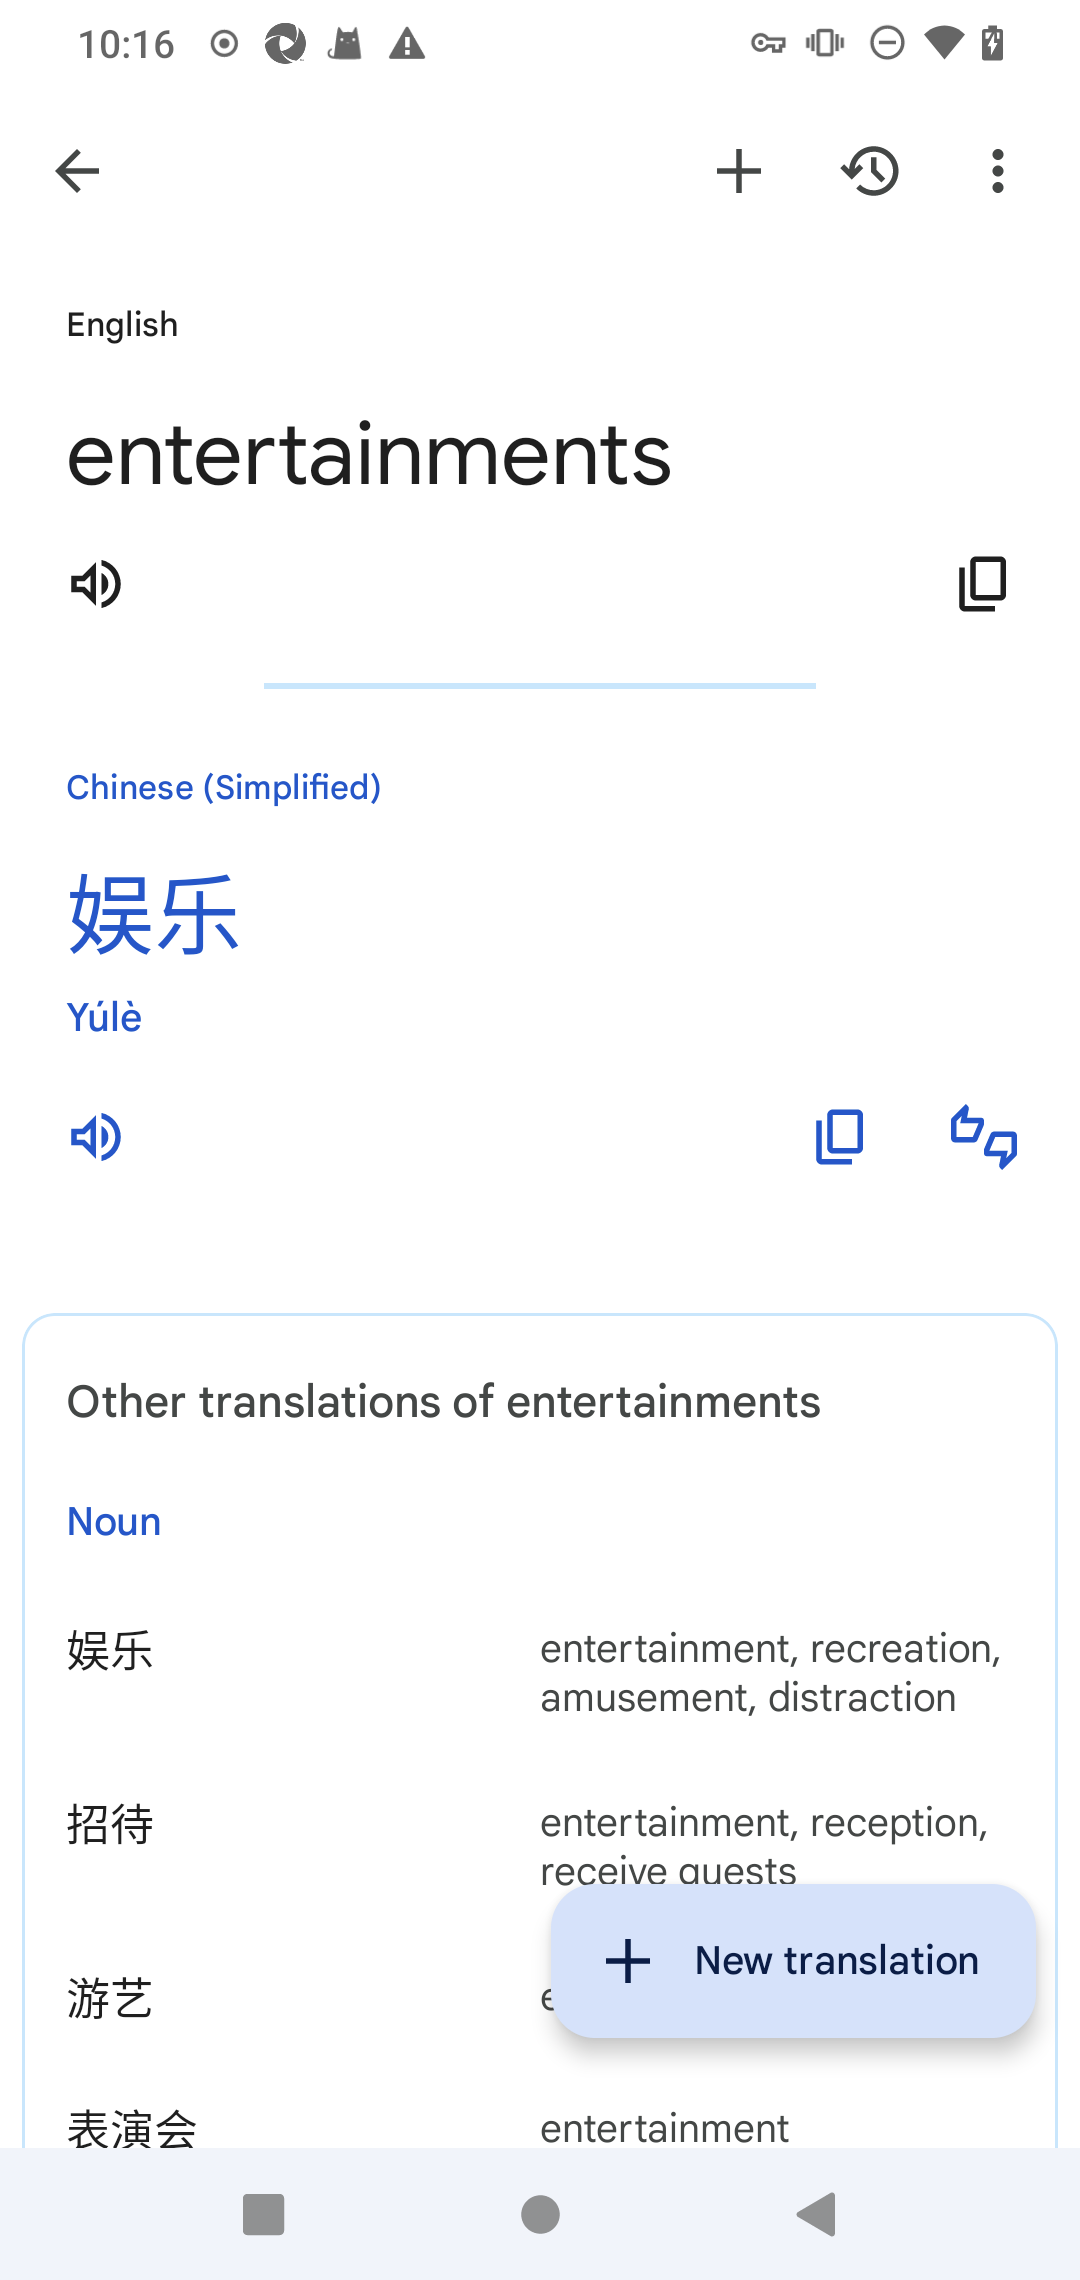 10:16
English
entertainments
Chinese (Simplified)
娱乐
Yúlè
Other translations of entertainments
Noun
娱乐
entertainment, recreation,
amusement, distraction
招待
entertainment, reception,
receive guests
New translation
游艺
表演会
entertainment